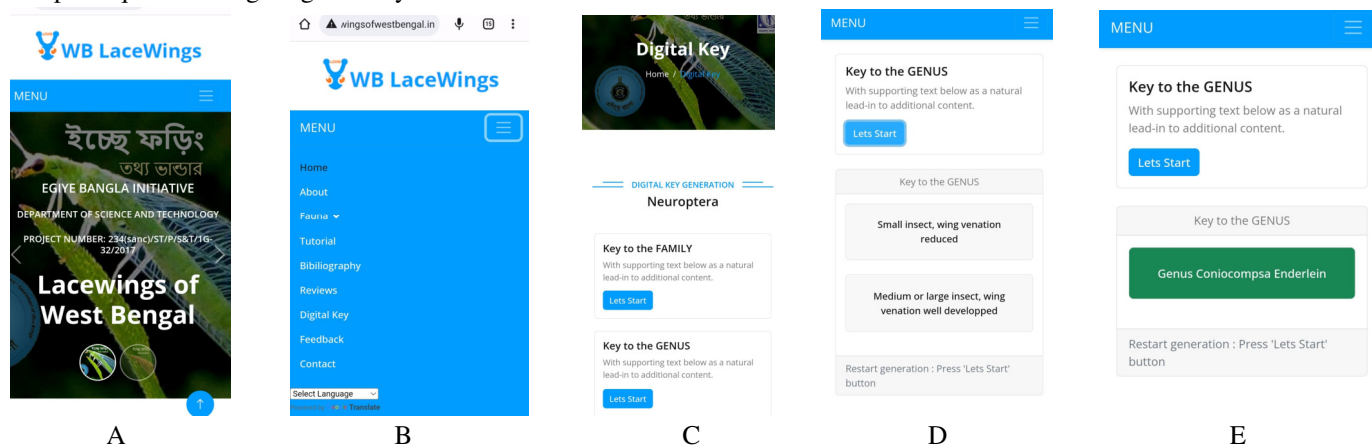 WB LaceWings
MENU
ইচ্ছে ফড়িং
তথ্য ভান্ডার
EGIYE BANGLA INITIATIVE
DEPARTMENT OF SCIENCE AND TECHNOLOGY
PROJECT NUMBER: 234(sanc)/ST/P/S&T/1G-
32/2017
Lacewings of
West Bengal
A
vingsofwestbengal.in
15
WB LaceWings
MENU
Home
About
Fauna
Tutorial
Bibiliography
Reviews
Digital Key
Feedback
Contact
Select Language
Translate
B
Digital Key
Home / Digital Key
DIGITAL KEY GENERATION
Neuroptera
Key to the FAMILY
With supporting text below as a natural
lead-in to additional content.
Lets Start
Key to the GENUS
With supporting text below as a natural
lead-in to additional content.
Lets Start
C
MENU
Key to the GENUS
With supporting text below as a natural
lead-in to additional content.
Lets Start
Key to the GENUS
Small insect, wing venation
reduced
Medium or large insect, wing
venation well developped
Restart generation : Press 'Lets Start'
button
D
MENU
Key to the GENUS
With supporting text below as a natural
lead-in to additional content.
Lets Start
Key to the GENUS
Genus Coniocompsa Enderlein
Restart generation : Press 'Lets Start'
button
E